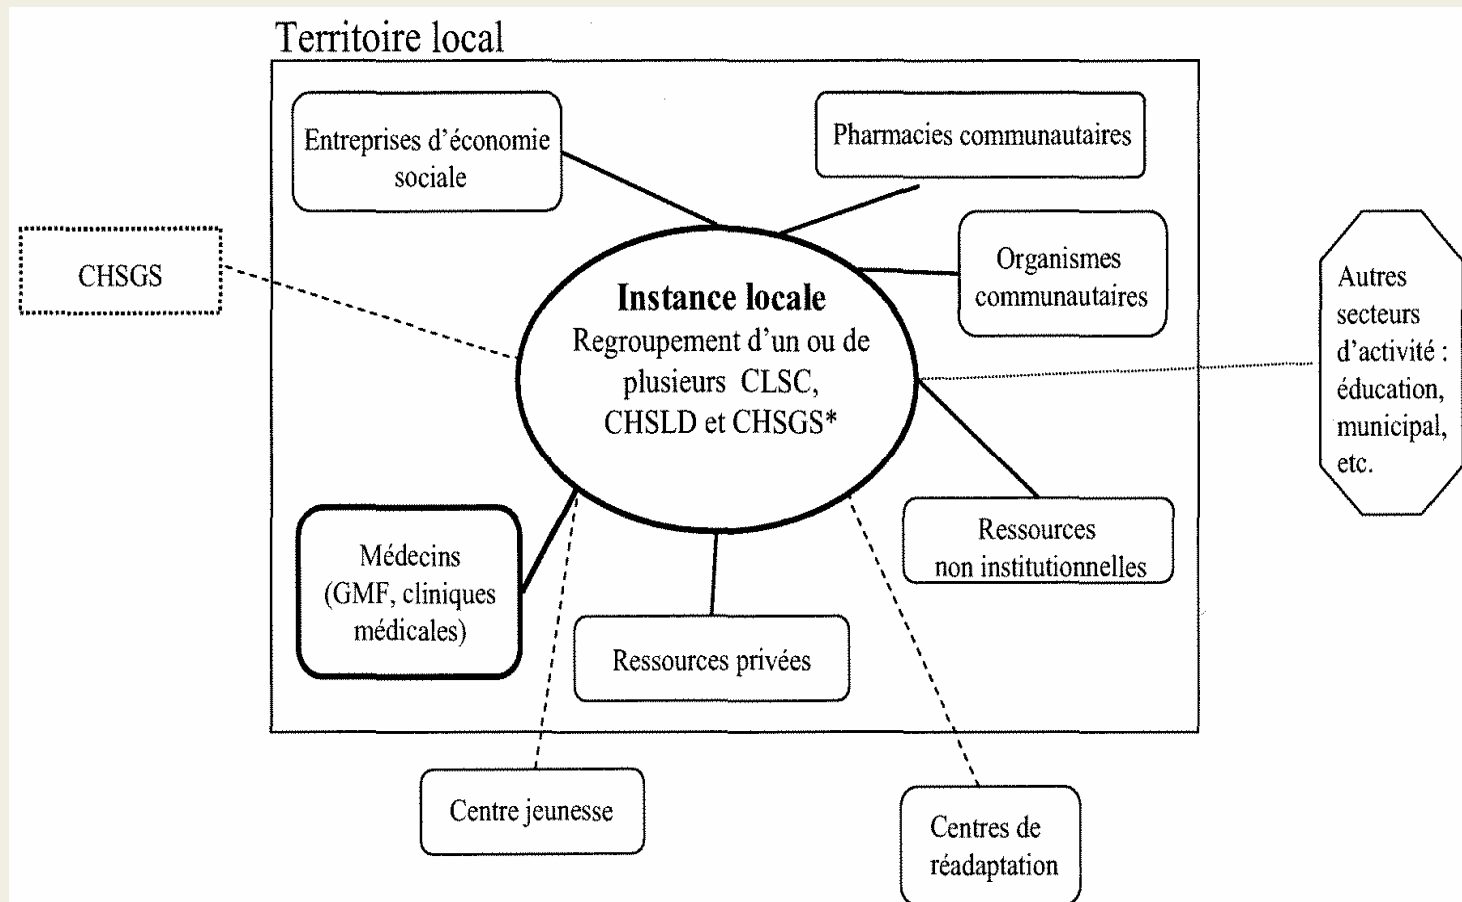 Territoire local
Entreprises d'économie
sociale
Pharmacies communautaires
CHSGS
Organismes
communautaires
Instance locale
Regroupement d'un ou de
plusieurs CLSC,
CHSLD et CHSGS*
Autres
secteurs
d'activité :
éducation,
municipal,
etc.
Médecins
(GMF, cliniques
médicales)
Ressources
non institutionnelles
Ressources privées
Centre jeunesse
Centres de
réadaptation